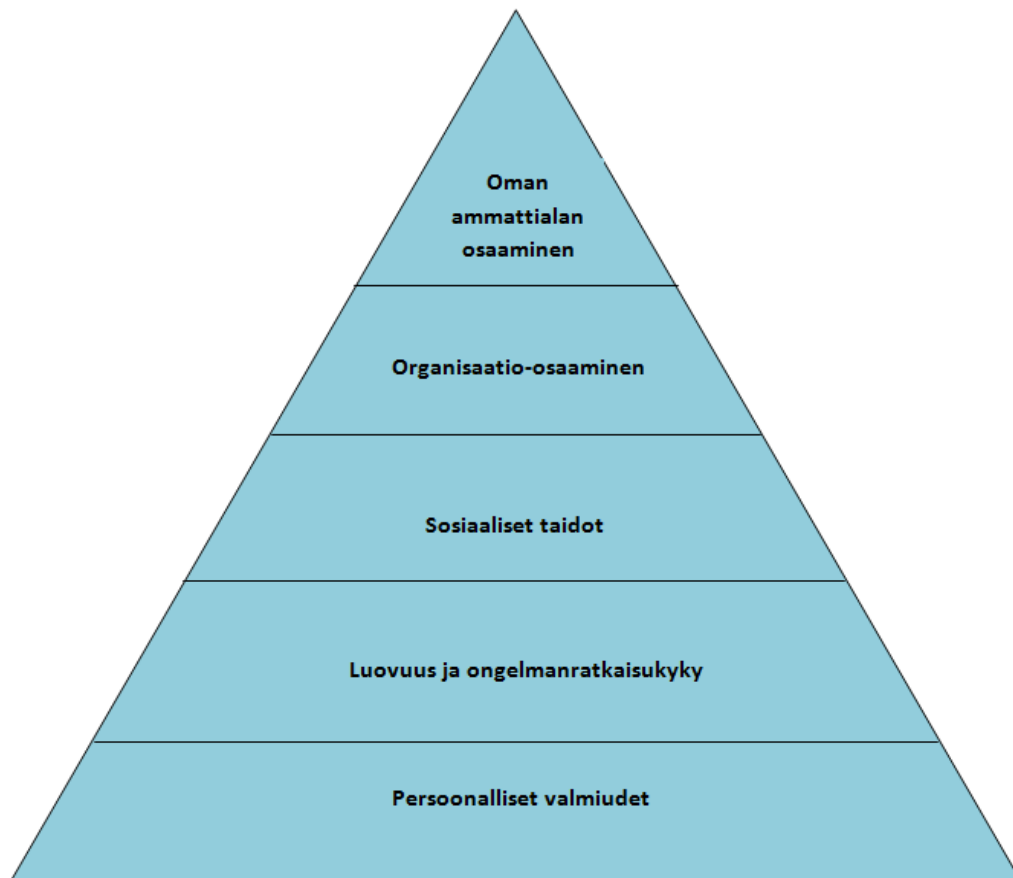 Oman
ammattialan
osaaminen
Organisaatio-osaaminen
Sosiaaliset taidot
Luovuus ja ongelmanratkaisukyky
Persoonalliset valmiudet